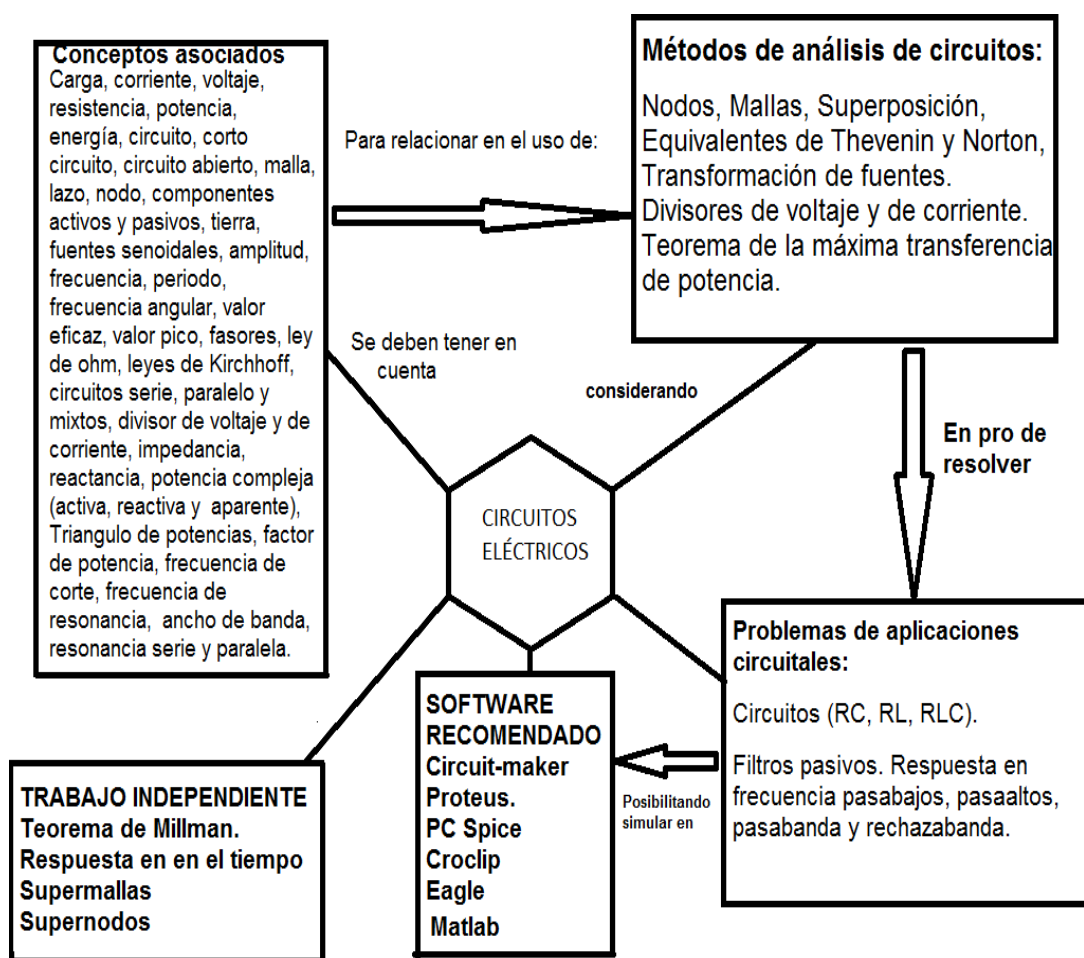 Conceptos asociados
Carga, corriente, voltaje,
resistencia, potencia,
energía, circuito, corto
circuito, circuito abierto, malla,
lazo, nodo, componentes
activos y pasivos, tierra,
fuentes senoidales, amplitud,
frecuencia, periodo,
frecuencia angular, valor
eficaz, valor pico, fasores, ley
de ohm, leyes de Kirchhoff,
circuitos serie, paralelo y
mixtos, divisor de voltaje y de
corriente, impedancia,
reactancia, potencia compleja
(activa, reactiva y aparente),
Triangulo de potencias, factor
de potencia, frecuencia de
corte, frecuencia de
resonancia, ancho de banda,
resonancia serie y paralela.
Para relacionar en el uso de:
Métodos de análisis de circuitos:
Nodos, Mallas, Superposición,
Equivalentes de Thevenin y Norton,
Transformación de fuentes.
Divisores de voltaje y de corriente.
Teorema de la máxima transferencia
de potencia.
Se deben tener en
cuenta
considerando
En pro de
resolver
CIRCUITOS
ELÉCTRICOS
Problemas de aplicaciones
circuitales:
Circuitos (RC, RL, RLC).
Filtros pasivos. Respuesta en
frecuencia pasabajos, pasaaltos,
pasabanda y rechazabanda.
Posibilitando
simular en
SOFTWARE
RECOMENDADO
Circuit-maker
Proteus.
PC Spice
Croclip
Eagle
Matlab
TRABAJO INDEPENDIENTE
Teorema de Millman.
Respuesta en en el tiempo
Supermallas
Supernodos